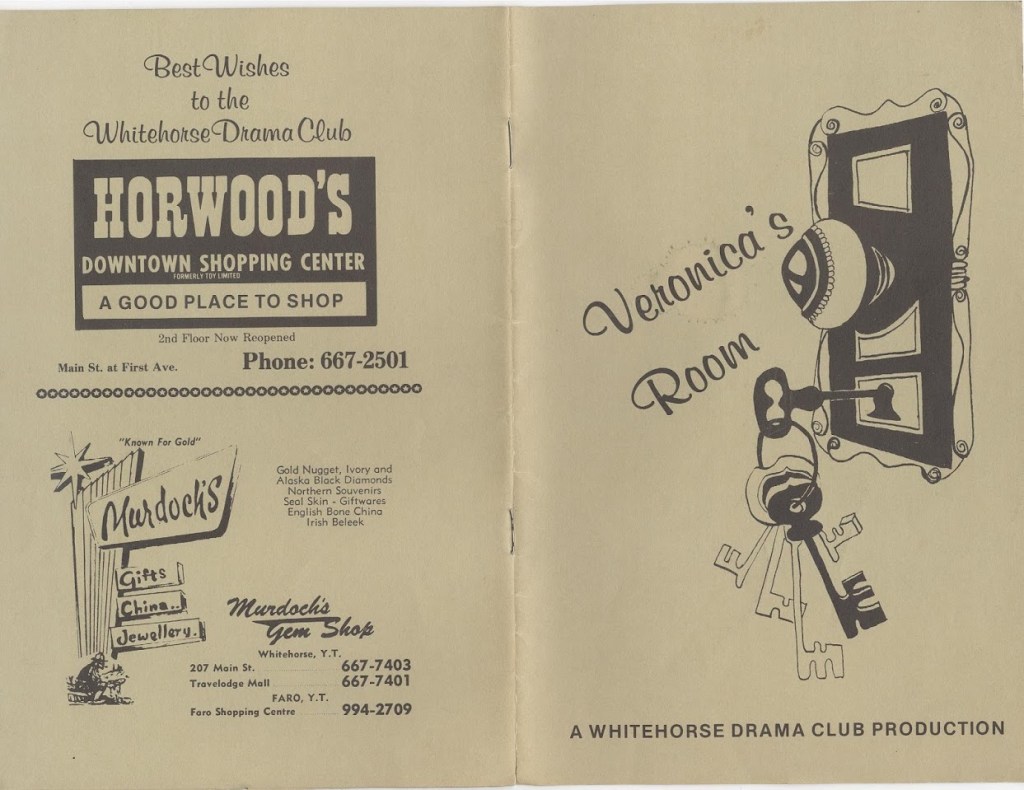 Best Wishes
to the
Whitehorse Drama Club
HORWOOD'S
DOWNTOWN SHOPPING CENTER
FORMERLY TOY LIMITED
A GOOD PLACE TO SHOP
2nd Floor Now Reopened
Main St. at First Ave. Phone: 667-2501
"Known For Gold"
Murdoch's
Gifts
China..
Jewellery.
Gold Nugget, Ivory and
Alaska Black Diamonds
Northern Souvenirs
Seal Skin - Giftwares
English Bone China
Irish Beleek
Murdoch's
Gem Shop
Whitehorse, Y.T.
207 Main St. 667-7403
Travelodge Mall 667-7401
FARO, Y.T.
Faro Shopping Centre 994-2709
Veronica's
Room
A WHITEHORSE DRAMA CLUB PRODUCTION